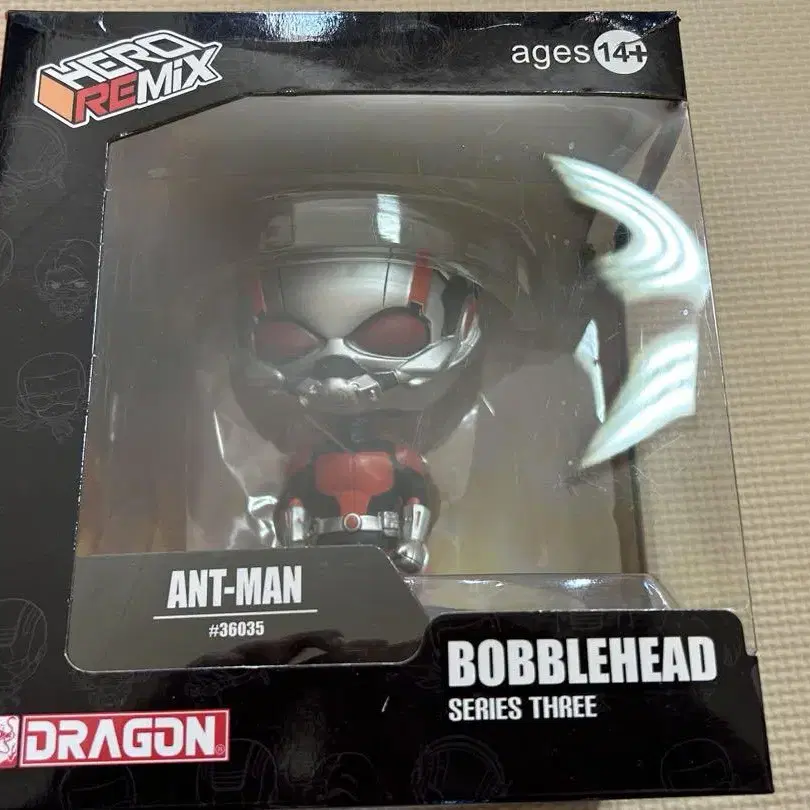 HERO
REMIX
ages 14+
ANT-MAN
#36035
BOBBLEHEAD
SERIES THREE
DRAGON®